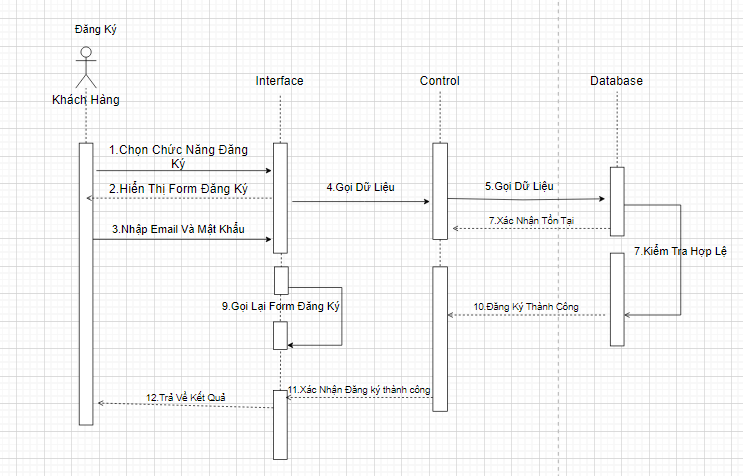 Đăng Ký
Khách Hàng
Interface
Control
Database
1.Chọn Chức Năng Đăng
Ký
2.Hiển Thị Form Đăng Ký
3.Nhập Email Và Mật Khẩu
4.Gọi Dữ Liệu
5.Gọi Dữ Liệu
7.Xác Nhận Tồn Tại
7.Kiểm Tra Hợp Lệ
9.Gọi Lại Form Đăng Ký
10.Đăng Ký Thành Công
11.Xác Nhận Đăng ký thành công
12.Trả Về Kết Quả